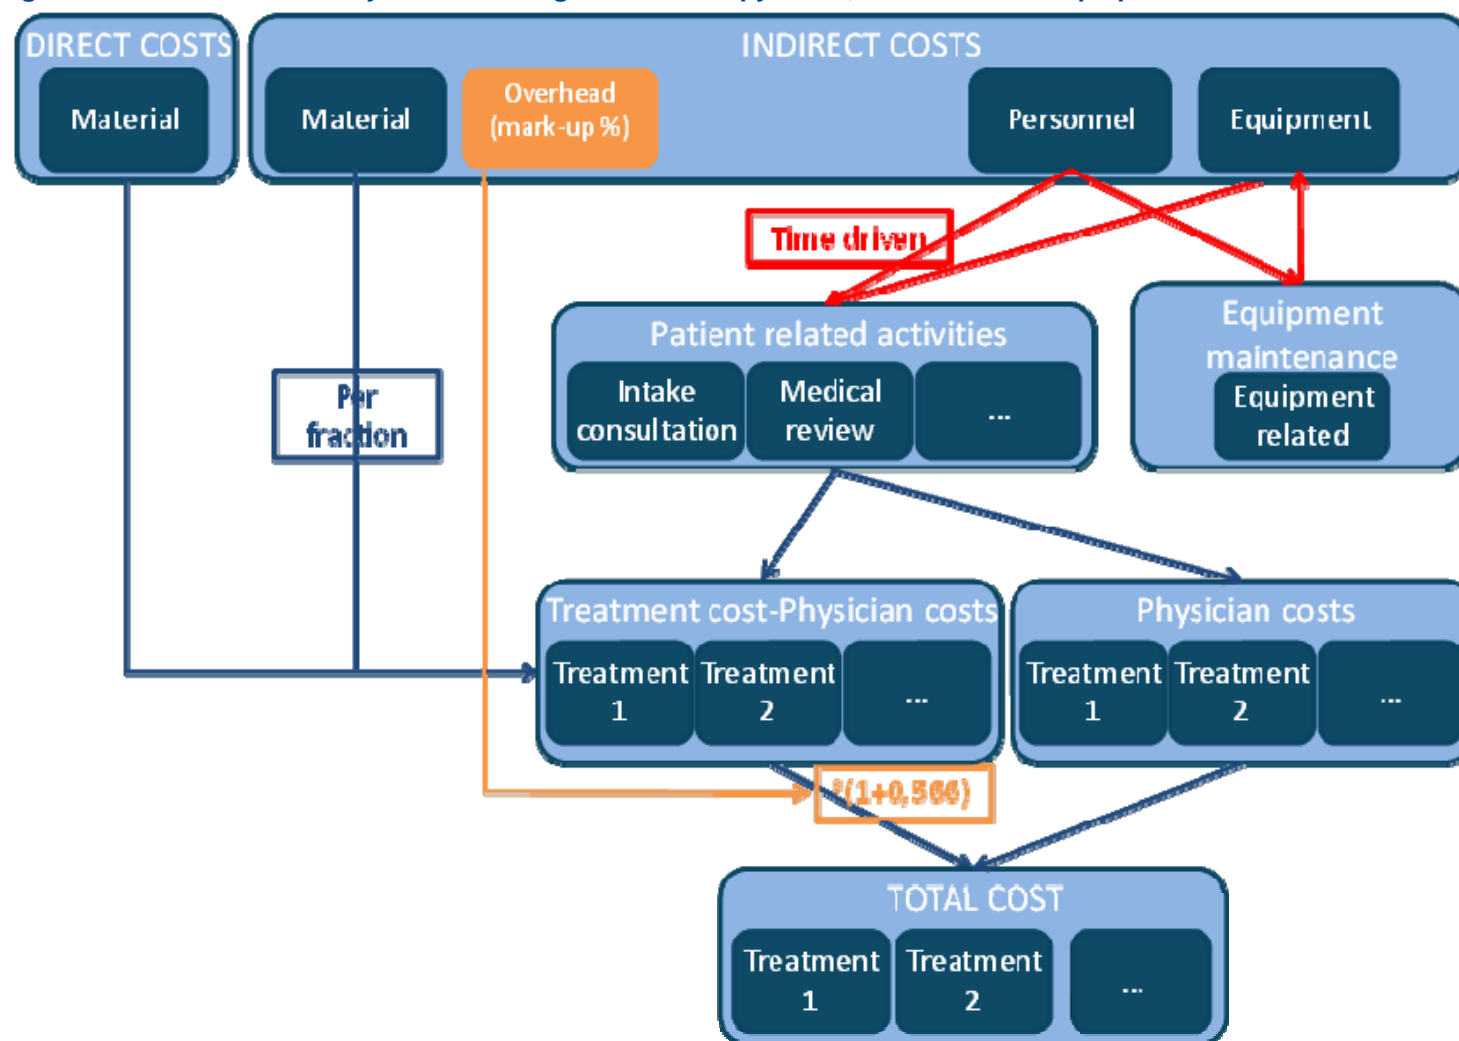 DIRECT COSTS
Material
INDIRECT COSTS
Material
Overhead
(mark-up %)
Personnel
Equipment
Time driven
Per
fraction
Patient related activities
Intake
consultation
Medical
review
...
Equipment
maintenance
Equipment
related
Treatment cost-Physician costs
Treatment
1
Treatment
2
...
Physician costs
Treatment
1
Treatment
2
...
(1+0,566)
TOTAL COST
Treatment
1
Treatment
2
...